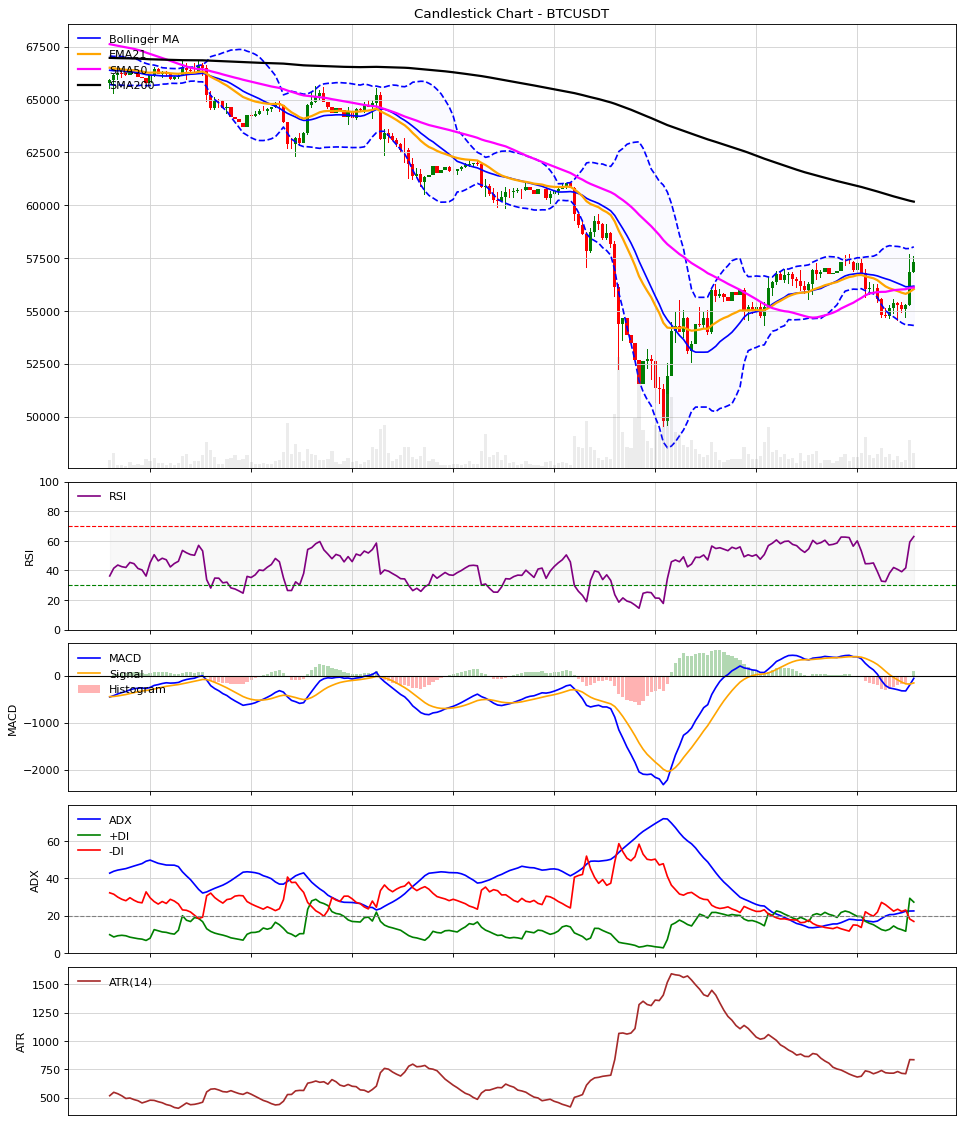 Candlestick Chart - BTCUSDT
Bollinger MA
EMA21
SMA50
SMA200
67500
65000
62500
60000
57500
55000
52500
50000
RSI
100
80
60
40
20
0
RSI
MACD
Signal
Histogram
0
−1000
−2000
MACD
ADX
+DI
-DI
60
40
20
0
ADX
ATR(14)
1500
1250
1000
750
500
ATR